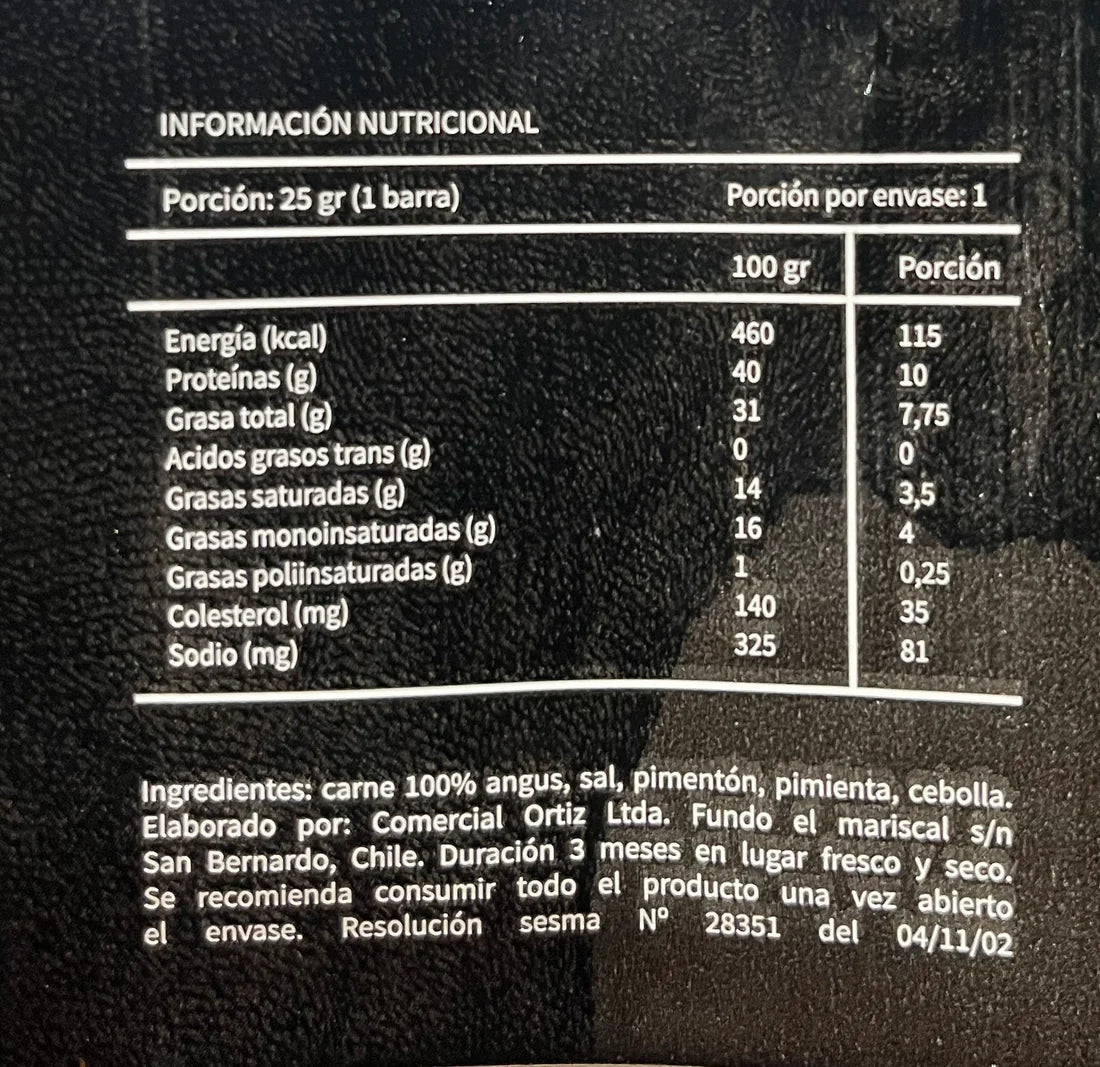 INFORMACIÓN NUTRICIONAL
Porción: 25 gr (1 barra) Porción por envase: 1
100 gr Porción
Energía (kcal) 460 115
Proteínas (g) 40 10
Grasa total (g) 31 7,75
Acidos grasos trans (g) 0 0
Grasas saturadas (g) 14 3,5
Grasas monoinsaturadas (g) 16 4
Grasas poliinsaturadas (g) 1 0,25
Colesterol (mg) 140 35
Sodio (mg) 325 81
Ingredientes: carne 100% angus, sal, pimentón, pimienta, cebolla.
Elaborado por: Comercial Ortiz Ltda. Fundo el mariscal s/n
San Bernardo, Chile. Duración 3 meses en lugar fresco y seco.
Se recomienda consumir todo el producto una vez abierto
el envase. Resolución sesma Nº 28351 del 04/11/02